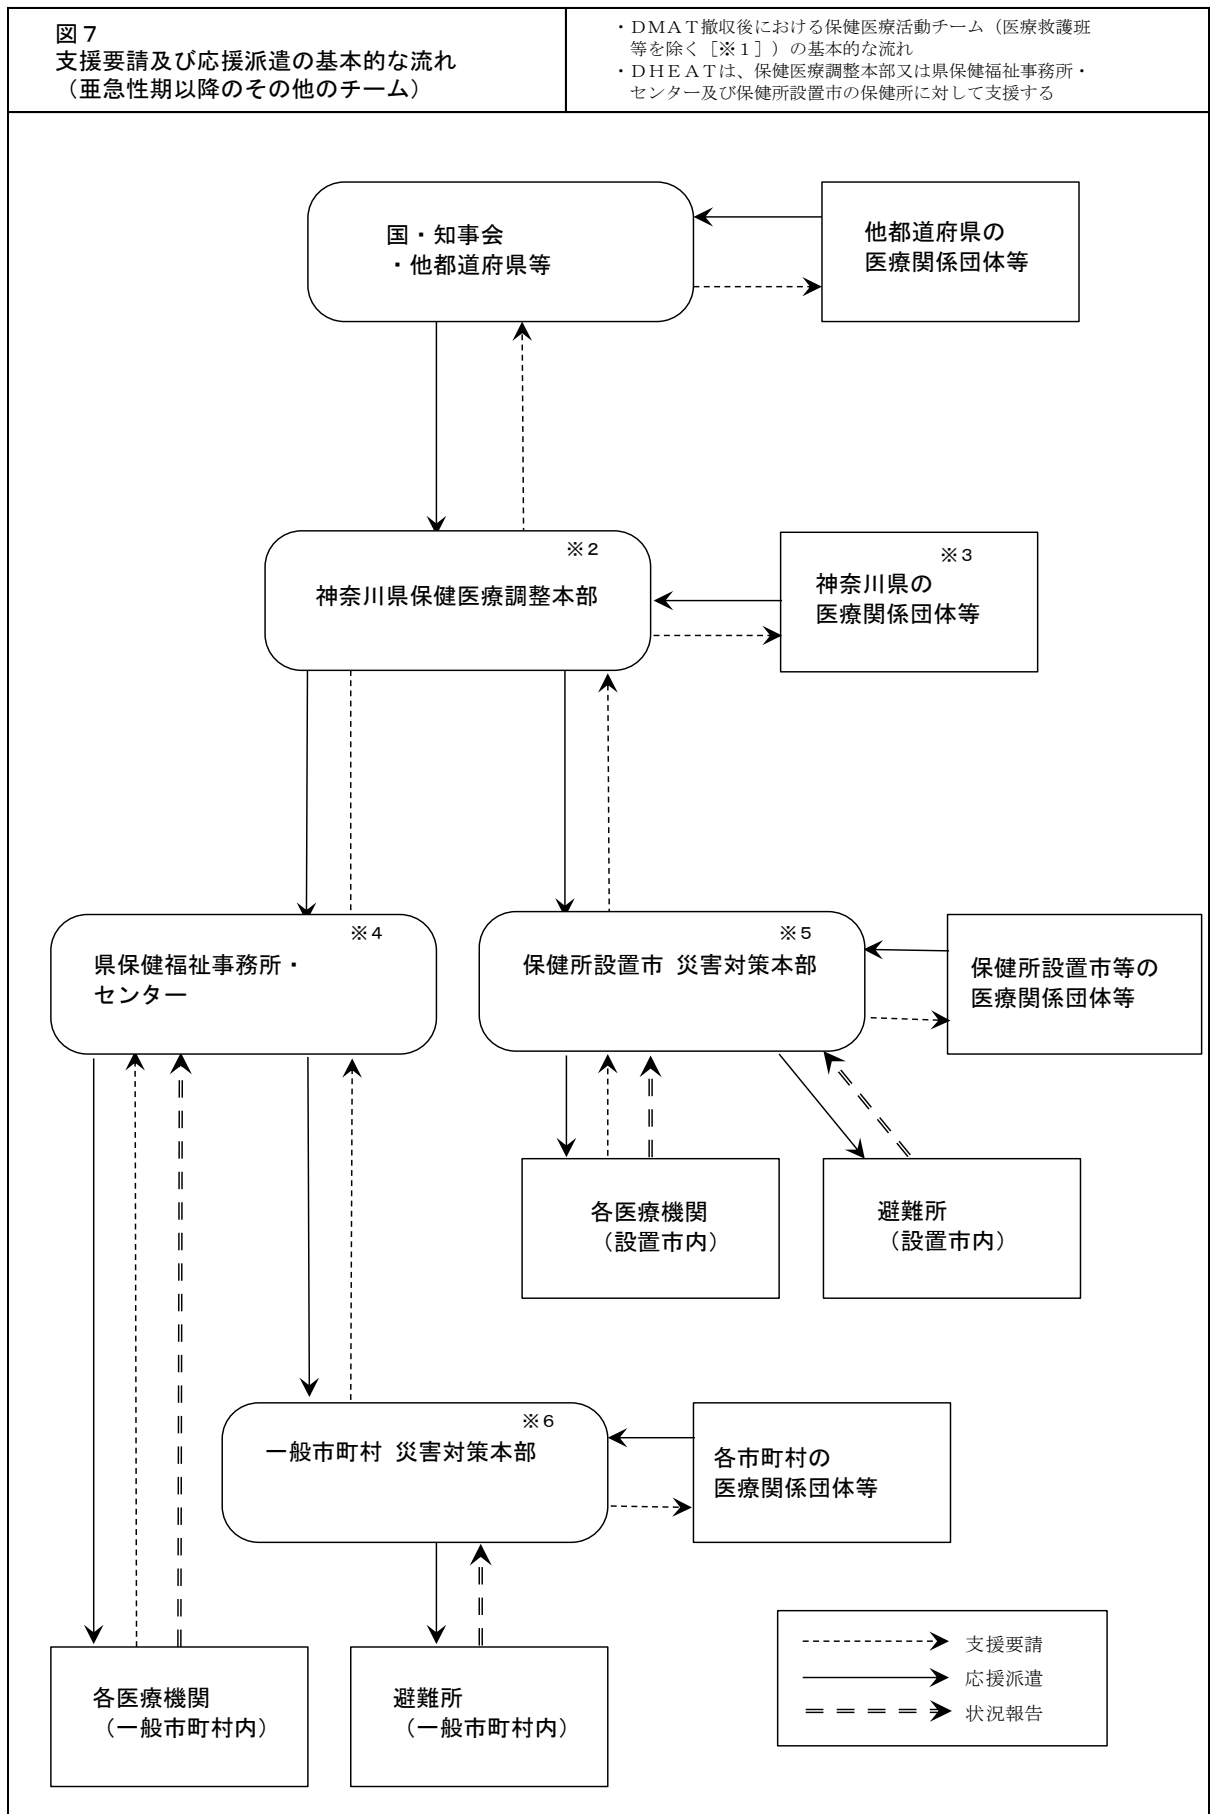 図７
支援要請及び応援派遣の基本的な流れ
（亜急性期以降のその他のチーム）
・ＤＭＡＴ撤収後における保健医療活動チーム（医療救護班
等を除く［※１］）の基本的な流れ
・ＤＨＥＡＴは、保健医療調整本部又は県保健福祉事務所・
センター及び保健所設置市の保健所に対して支援する
国・知事会
・他都道府県等
他都道府県の
医療関係団体等
※２
神奈川県保健医療調整本部
※３
神奈川県の
医療関係団体等
※４
県保健福祉事務所・
センター
※５
保健所設置市 災害対策本部
保健所設置市等の
医療関係団体等
各医療機関
（設置市内）
避難所
（設置市内）
※６
一般市町村 災害対策本部
各市町村の
医療関係団体等
各医療機関
（一般市町村内）
避難所
（一般市町村内）
支援要請
応援派遣
状況報告